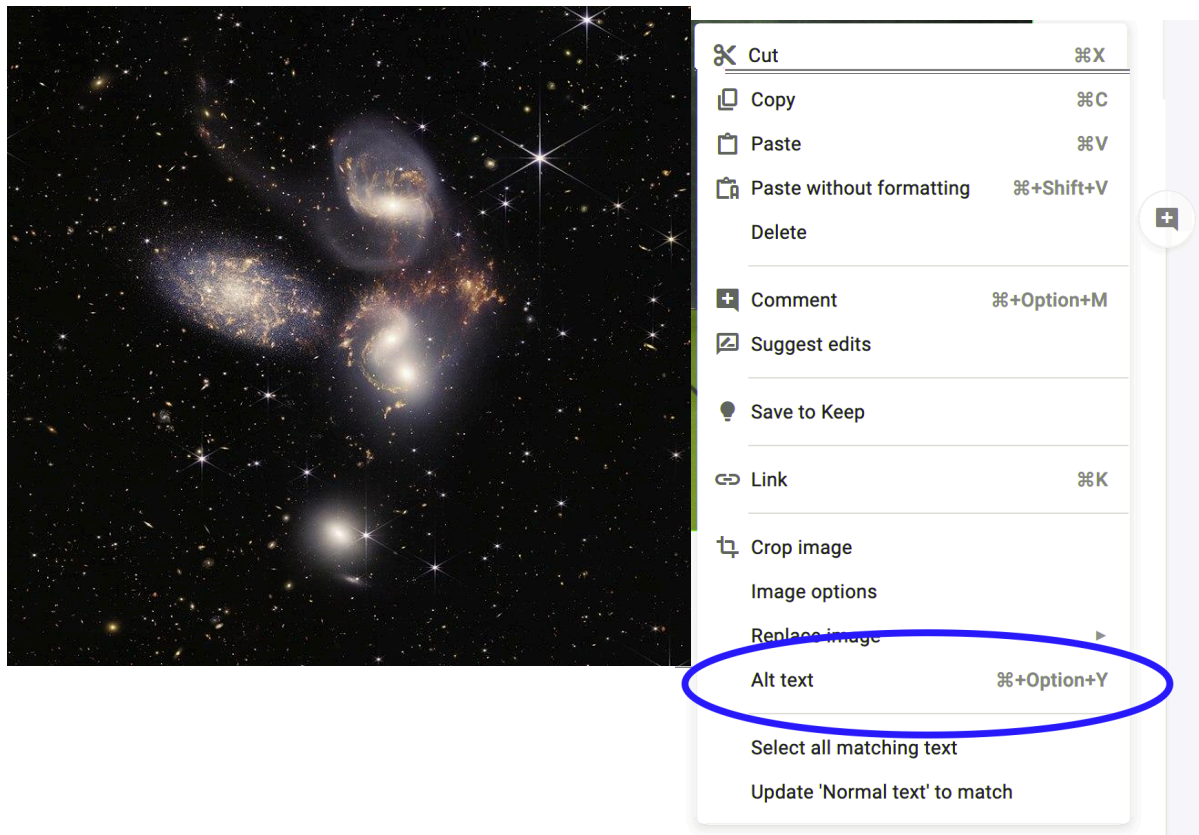 Cut ⌘X
Copy ⌘C
Paste ⌘V
Paste without formatting ⌘+Shift+V
Delete
Comment ⌘+Option+M
Suggest edits
Save to Keep
Link ⌘K
Crop image
Image options
Replace image
Alt text ⌘+Option+Y
Select all matching text
Update 'Normal text' to match